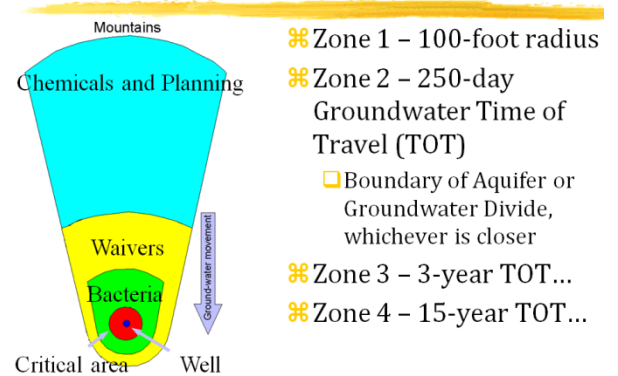 Mountains
Chemicals and Planning
Waivers
Bacteria
Ground-water movement
Critical area
Well
Zone 1 – 100-foot radius
Zone 2 – 250-day
Groundwater Time of
Travel (TOT)
Boundary of Aquifer or
Groundwater Divide,
whichever is closer
Zone 3 – 3-year TOT…
Zone 4 – 15-year TOT…